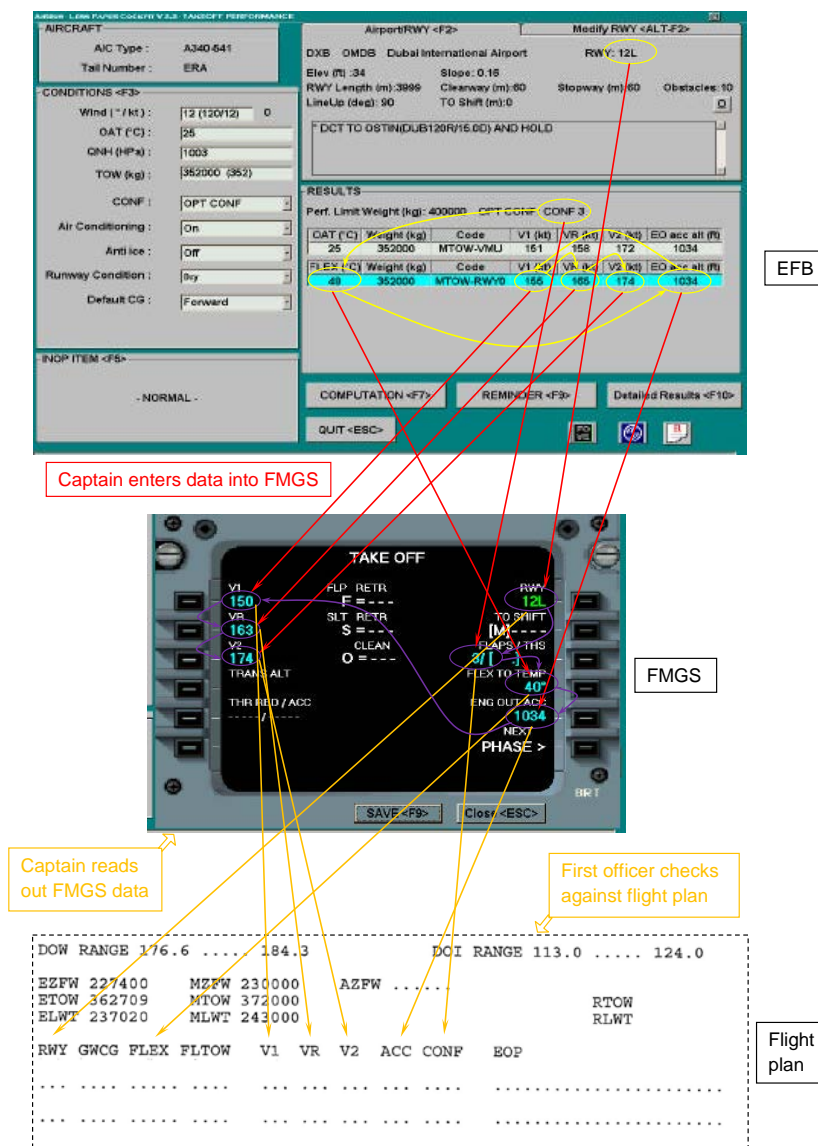 Airbus - Less PAPER COCKPIT V2.3 - TAKEOFF PERFORMANCE
AIRCRAFT
A/C Type : A340-541
Tail Number : ERA
CONDITIONS <F3>
Wind ( ° / kt ) : 12 (120/12) 0
OAT (°C) : 25
QNH (HPa) : 1003
TOW (kg) : 352000 (352)
CONF : OPT CONF
Air Conditioning : On
Anti ice : Off
Runway Condition : Dry
Default CG : Forward
INOP ITEM <F5>
- NORMAL -
Airport/RWY <F2> Modify RWY <ALT-F2>
DXB OMDB Dubai International Airport RWY: 12L
Elev (ft) :34 Slope: 0.16
RWY Length (m):3999 Clearway (m):60 Stopway (m):60 Obstacles:10
LineUp (deg): 90 TO Shift (m):0
* DCT TO OSTIN(DUB120R/15.0D) AND HOLD
RESULTS
Perf. Limit Weight (kg): 400000 OPT CONF CONF 3
OAT (°C) Weight (kg) Code V1 (kt) VR (kt) V2 (kt) EO acc alt (ft)
25 352000 MTOW-VMU 151 158 172 1034
FLEX (°C) Weight (kg) Code V1 (kt) VR (kt) V2 (kt) EO acc alt (ft)
352000 MTOW-RWY0 174 1034
COMPUTATION <F7> REMINDER <F9> Detailed Results <F10>
QUIT <ESC>
EFB
Captain enters data into FMGS
TAKE OFF
V1 FLP RETR RWY
150 F = - - - 12L
VR SLT RETR TO SHIFT
163 S = - - - [M] - - - -
V2 CLEAN FLAPS / THS
174 O = - - - 3/ [ . ]
TRANS ALT FLEX TO TEMP
40°
THR RED / ACC ENG OUT ACC
- - - - - / - - - - - 1034
NEXT
PHASE >
BRT
SAVE <F9> Close <ESC>
FMGS
Captain reads
out FMGS data
First officer checks
against flight plan
DOW RANGE 176.6 ..... 184.3 DOI RANGE 113.0 ..... 124.0
EZFW 227400 MZFW 230000 AZFW ......
ETOW 362709 MTOW 372000 RTOW
ELWT 237020 MLWT 243000 RLWT
RWY GWCG FLEX FLTOW V1 VR V2 ACC CONF EOP
... .... ..... .... ... ... ... ... .... .......................
... .... ..... .... ... ... ... ... .... .......................
Flight
plan